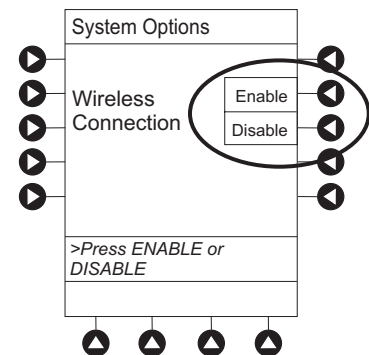 System Options
Wireless
Connection
Enable
Disable
>Press ENABLE or
DISABLE